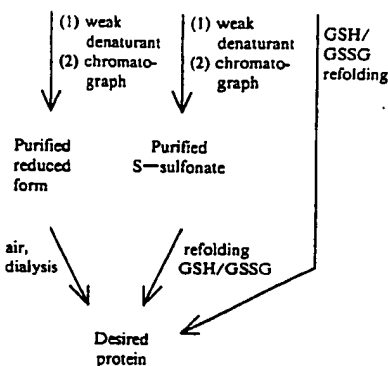 (1) weak
denaturant
(2) chromato-
graph
(1) weak
denaturant
(2) chromato-
graph
GSH/
GSSG
refolding
Purified
reduced
form
Purified
S—sulfonate
air,
dialysis
refolding
GSH/GSSG
Desired
protein